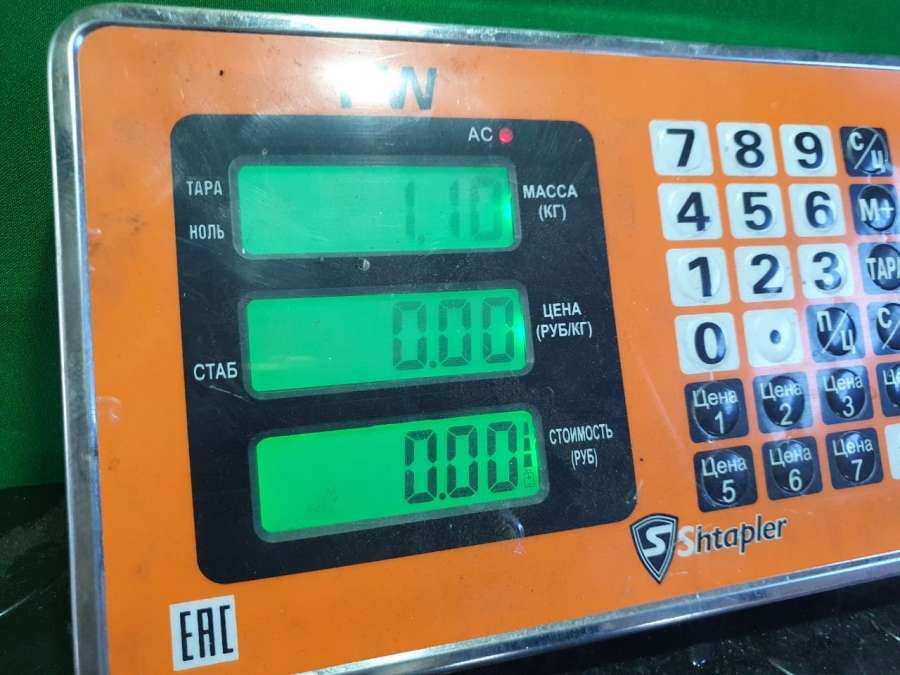 W
AC
ТАРА
НОЛЬ
1.10
МАССА
(КГ)
0.00
ЦЕНА
(РУБ/КГ)
СТАБ
0.00
СТОИМОСТЬ
(РУБ)
7 8 9 С/Ц
4 5 6 М+
1 2 3 ТАРА
0 . П/Ц С/
Цена 1 Цена 2 Цена 3
Цена 5 Цена 6 Цена 7
S Shtapler
EAC